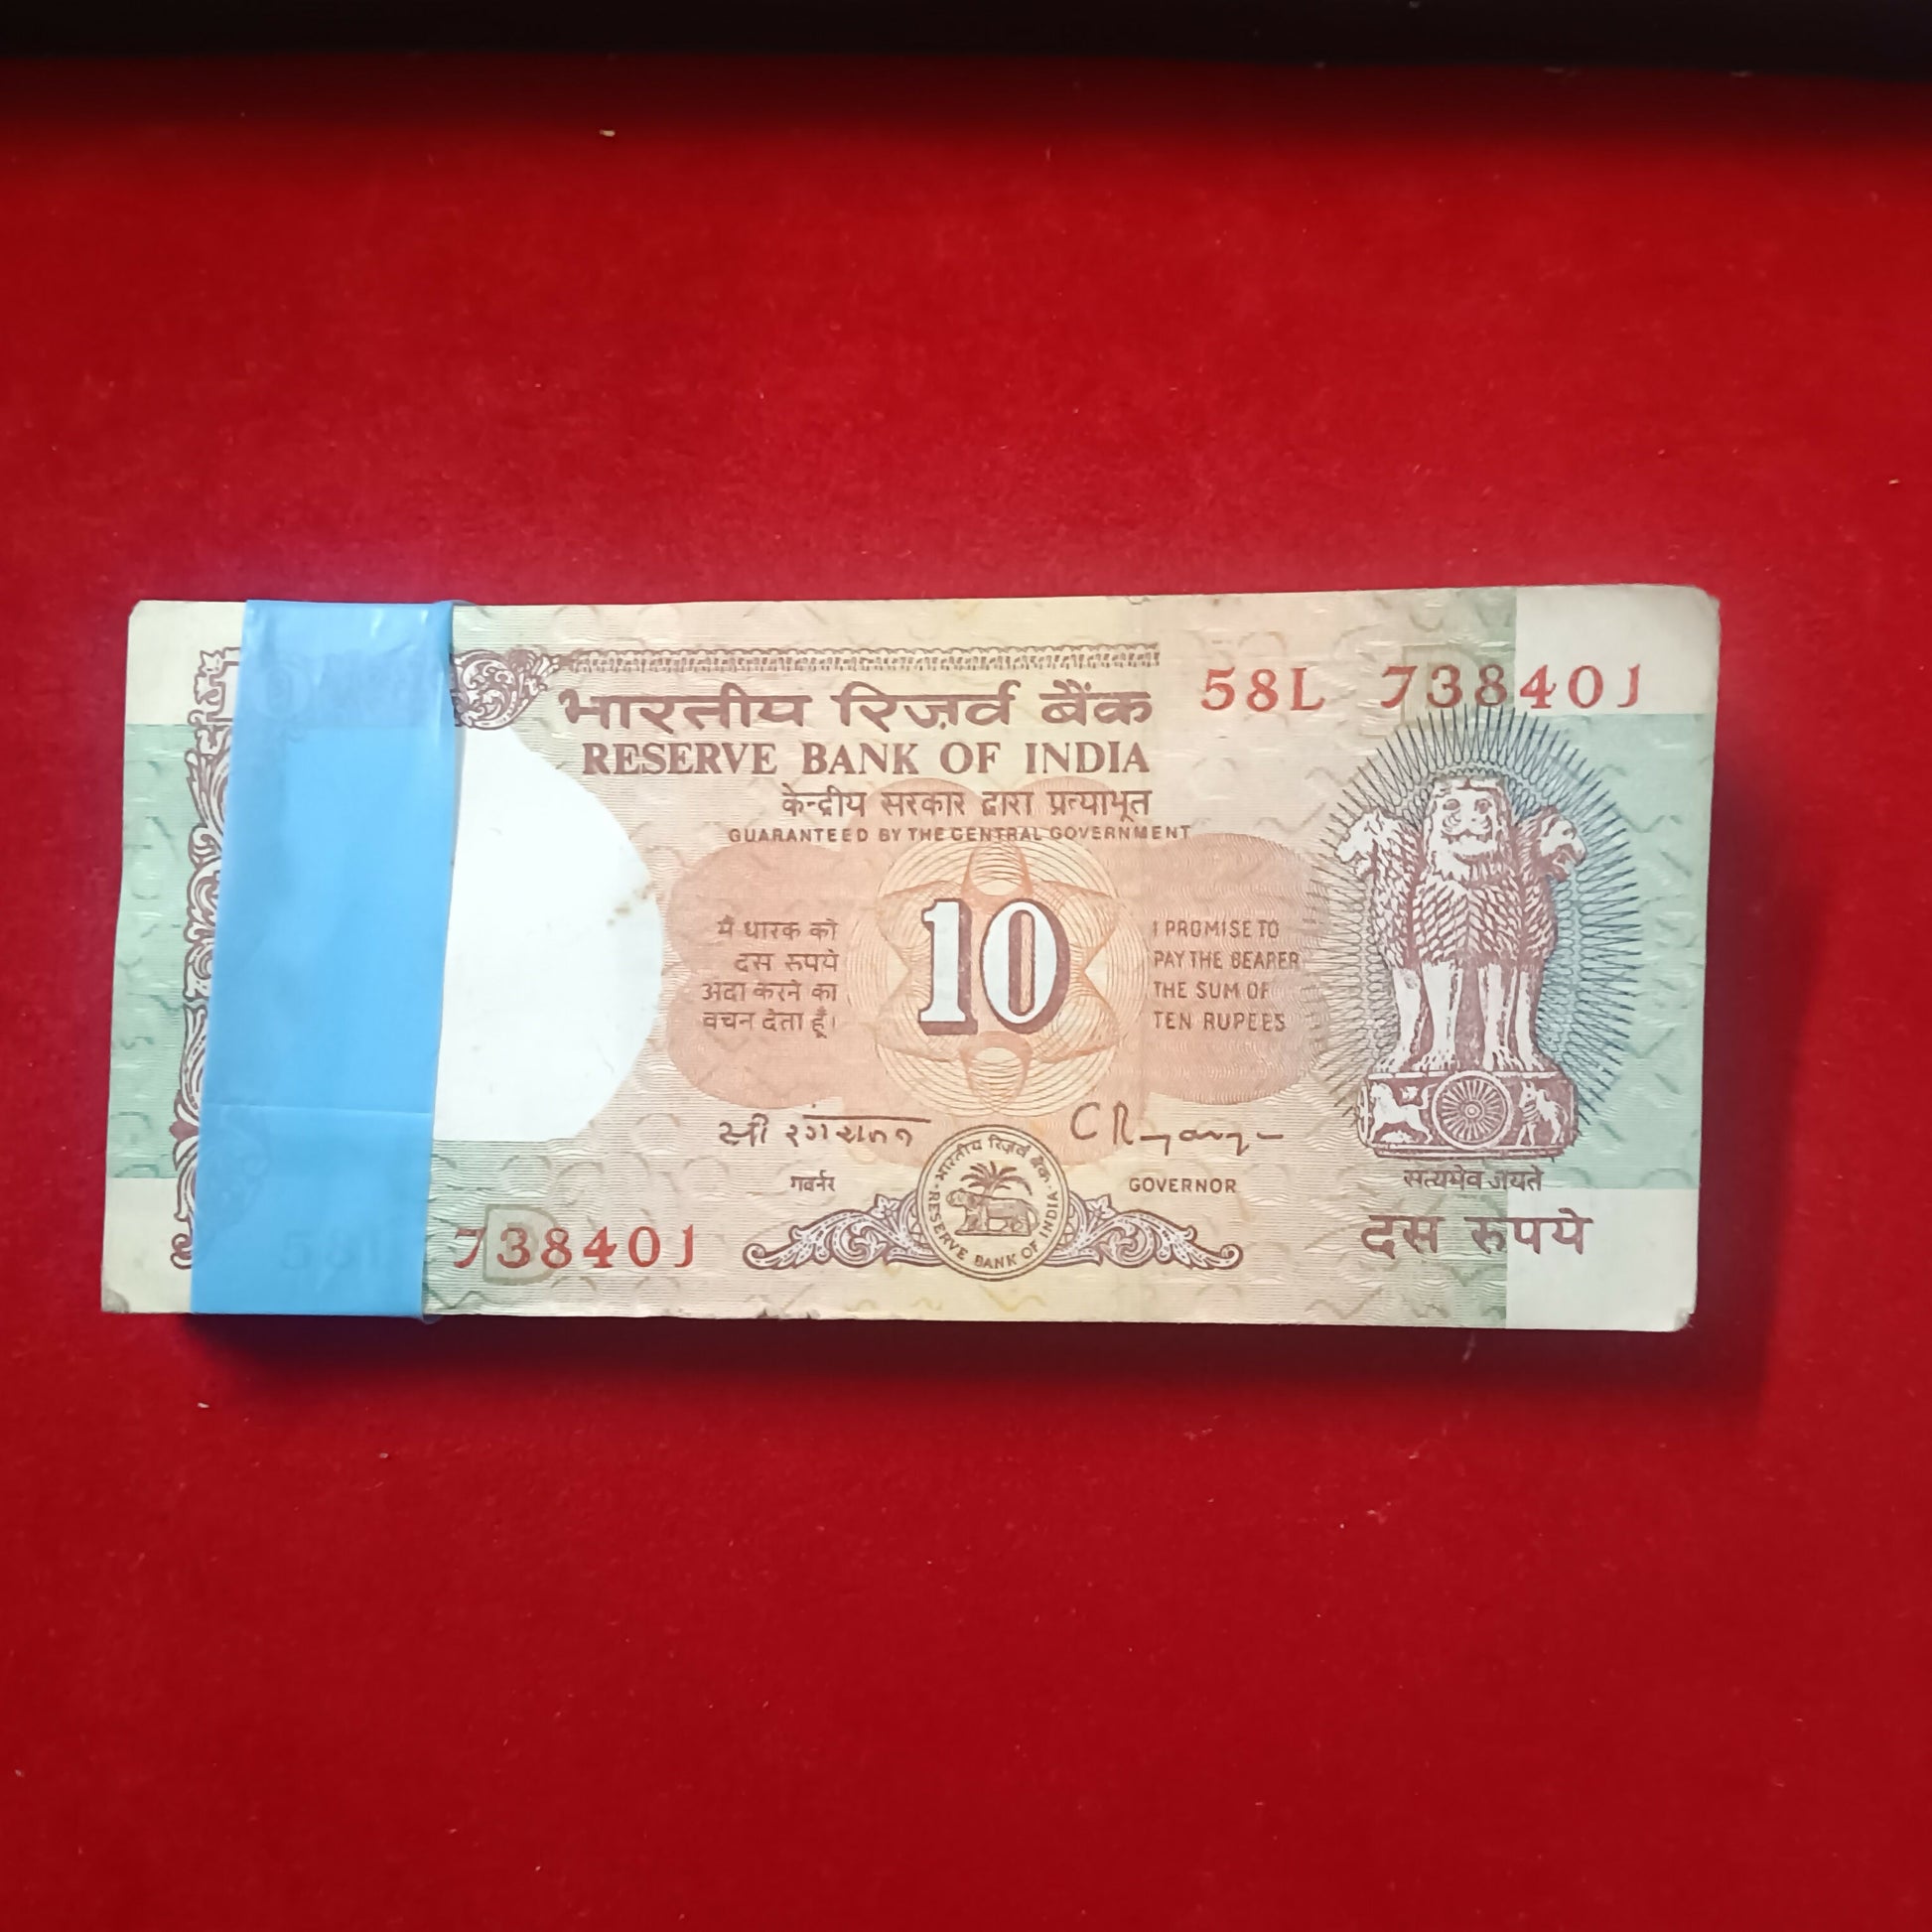 58L 738401
भारतीय रिज़र्व बैंक
RESERVE BANK OF INDIA
केन्द्रीय सरकार द्वारा प्रत्याभूत
GUARANTEED BY THE CENTRAL GOVERNMENT
मैं धारक को
दस रुपये
अदा करने का
वचन देता हूँ।
10
I PROMISE TO
PAY THE BEARER
THE SUM OF
TEN RUPEES
गवर्नर
GOVERNOR
भारतीय रिज़र्व बैंक
RESERVE BANK OF INDIA
सत्यमेव जयते
दस रुपये
738401